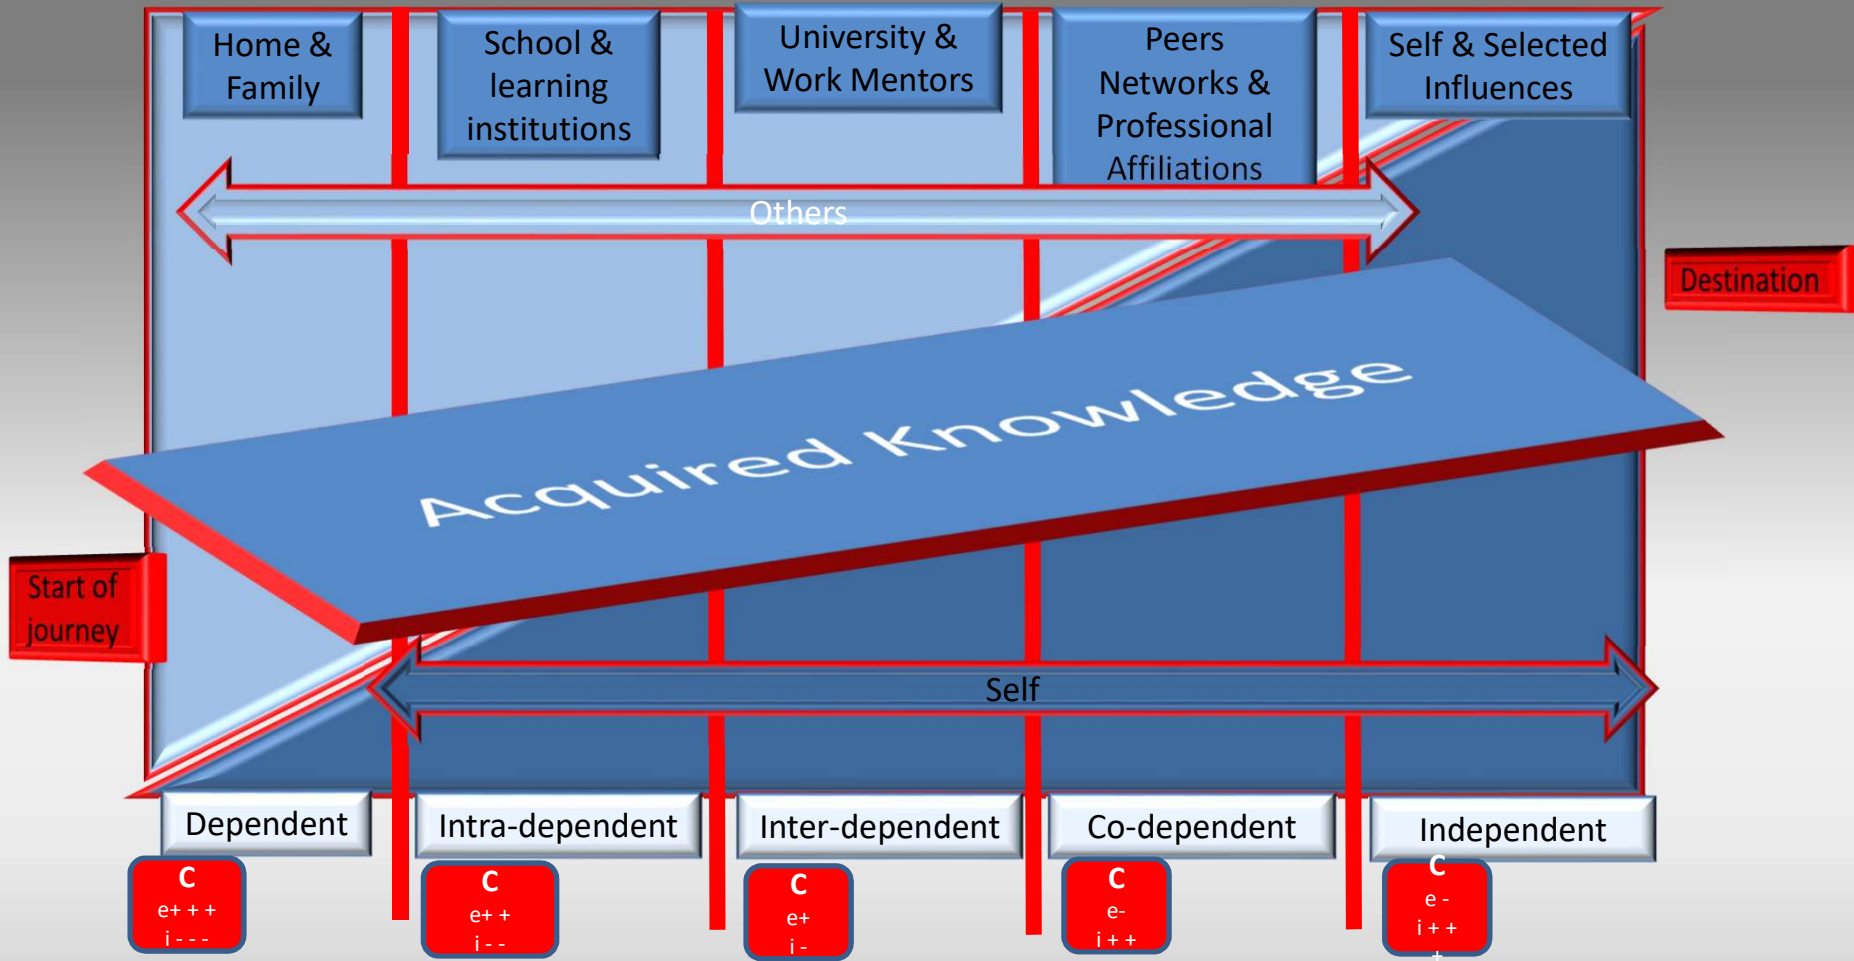 Home &
Family
School &
learning
institutions
University &
Work Mentors
Peers
Networks &
Professional
Affiliations
Self & Selected
Influences
Others
Destination
Acquired Knowledge
Start of
journey
Self
Dependent
Intra-dependent
Inter-dependent
Co-dependent
Independent
C
e+ + +
i - - -
C
e+ +
i - -
C
e+
i -
C
e-
i + +
C
e -
i + +
+